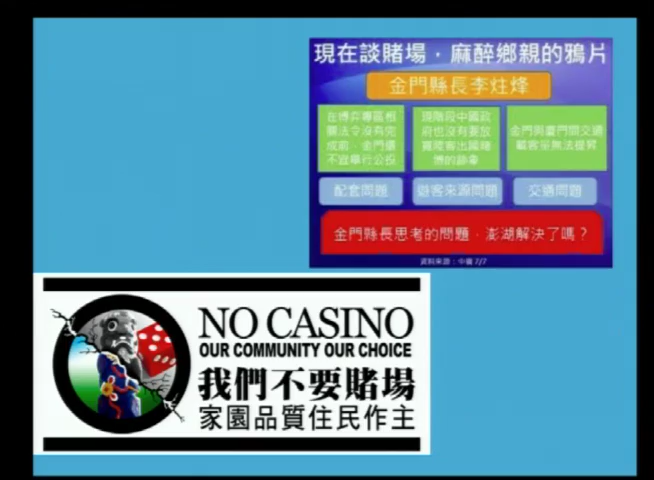 現在談賭場，麻醉鄉親的鴉片
金門縣長李炷烽
在博弈專區相
關法令沒有完
成前，金門還
不宜舉行公投
現階段中國政
府也沒有要放
寬陸客出國賭
博的跡象
金門與廈門間交通
載客量無法提昇
配套問題
遊客來源問題
交通問題
金門縣長思考的問題，澎湖解決了嗎？
資料來源：中廣 7/7
NO CASINO
OUR COMMUNITY OUR CHOICE
我們不要賭場
家園品質住民作主